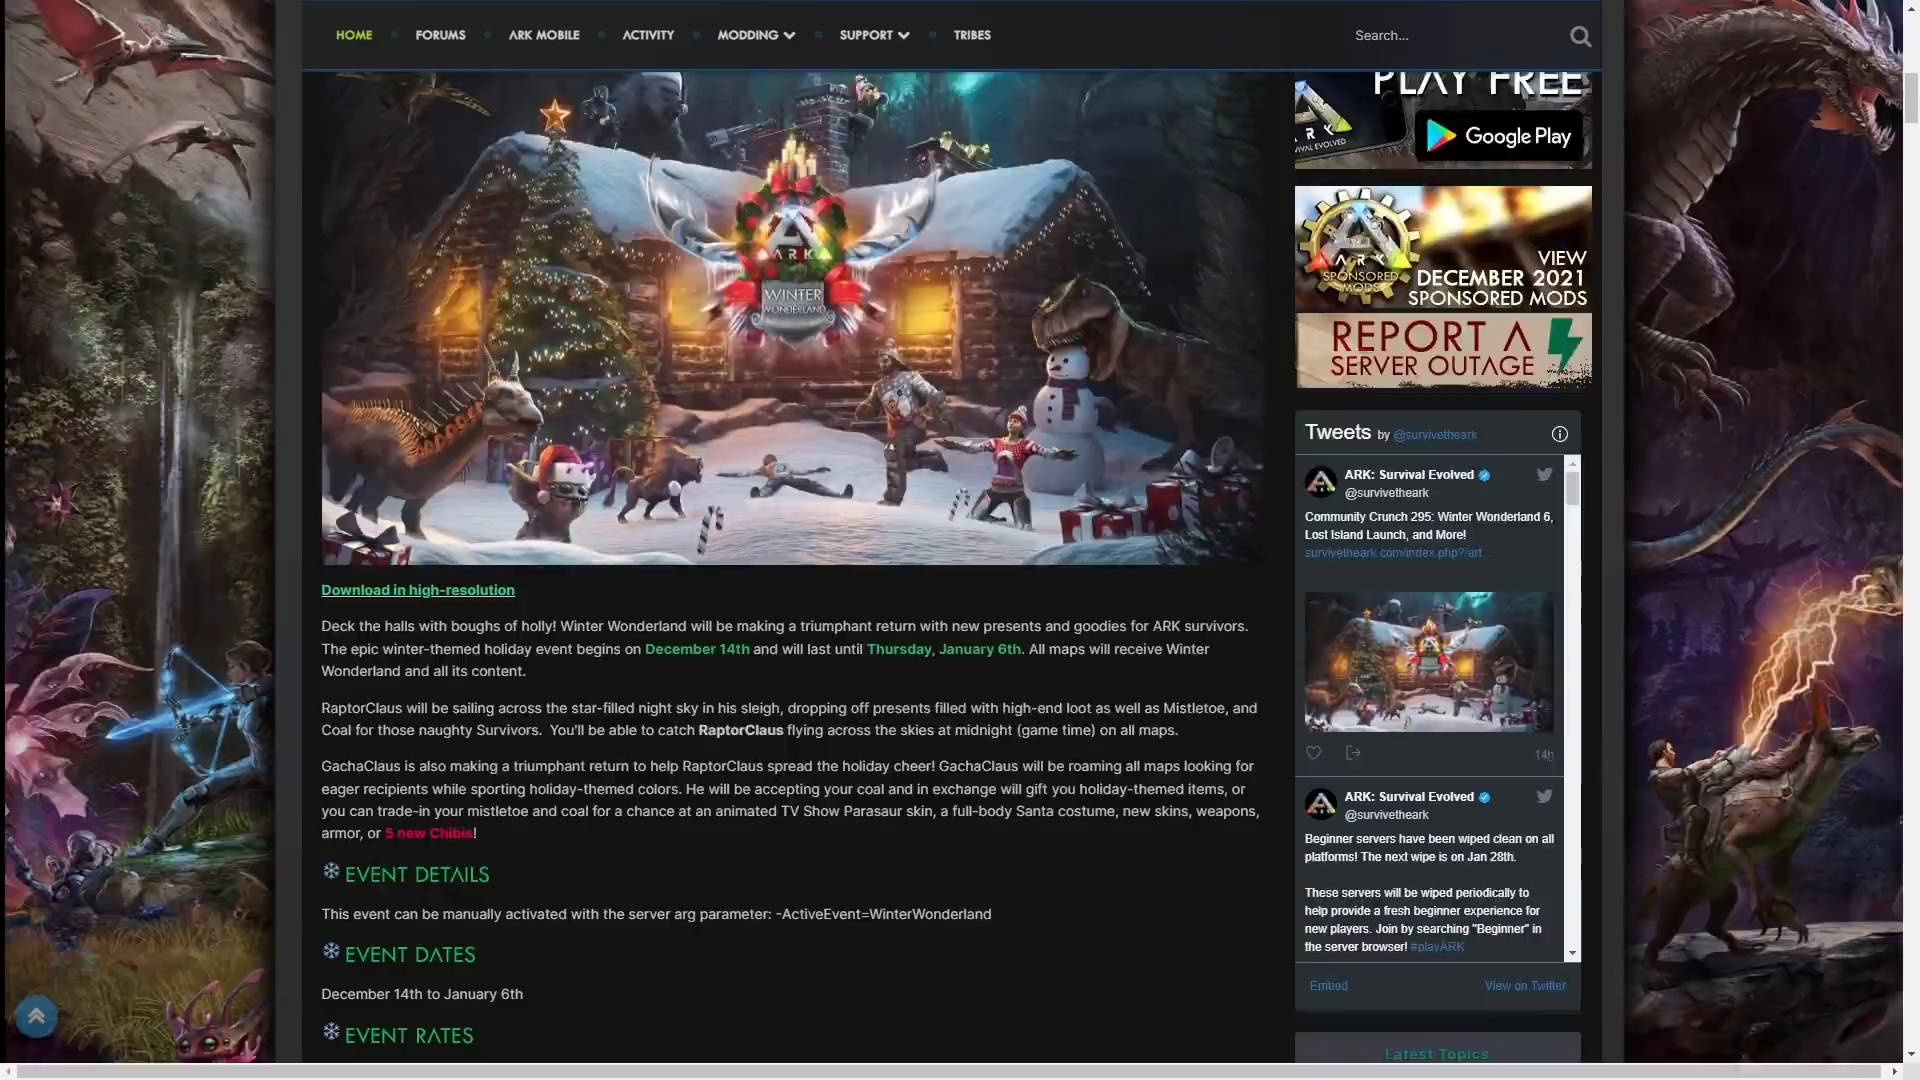 HOME
FORUMS
ARK MOBILE
ACTIVITY
MODDING
SUPPORT
TRIBES
Search...
ARK
WINTER
WONDERLAND
Download in high-resolution
Deck the halls with boughs of holly! Winter Wonderland will be making a triumphant return with new presents and goodies for ARK survivors.
The epic winter-themed holiday event begins on December 14th and will last until Thursday, January 6th. All maps will receive Winter
Wonderland and all its content.
RaptorClaus will be sailing across the star-filled night sky in his sleigh, dropping off presents filled with high-end loot as well as Mistletoe, and
Coal for those naughty Survivors. You'll be able to catch RaptorClaus flying across the skies at midnight (game time) on all maps.
GachaClaus is also making a triumphant return to help RaptorClaus spread the holiday cheer! GachaClaus will be roaming all maps looking for
eager recipients while sporting holiday-themed colors. He will be accepting your coal and in exchange will gift you holiday-themed items, or
you can trade-in your mistletoe and coal for a chance at an animated TV Show Parasaur skin, a full-body Santa costume, new skins, weapons,
armor, or 5 new Chibis!
EVENT DETAILS
This event can be manually activated with the server arg parameter: -ActiveEvent=WinterWonderland
EVENT DATES
December 14th to January 6th
EVENT RATES
PLAY FREE
Google Play
ARK
SPONSORED
MODS
VIEW
DECEMBER 2021
SPONSORED MODS
REPORT A
SERVER OUTAGE
Tweets by @survivetheark
ARK: Survival Evolved
@survivetheark
Community Crunch 295: Winter Wonderland 6,
Lost Island Launch, and More!
survivetheark.com/index.php?/art...
14h
ARK: Survival Evolved
@survivetheark
Beginner servers have been wiped clean on all
platforms! The next wipe is on Jan 28th.
These servers will be wiped periodically to
help provide a fresh beginner experience for
new players. Join by searching "Beginner" in
the server browser! #playARK
Embed
View on Twitter
Latest Topics